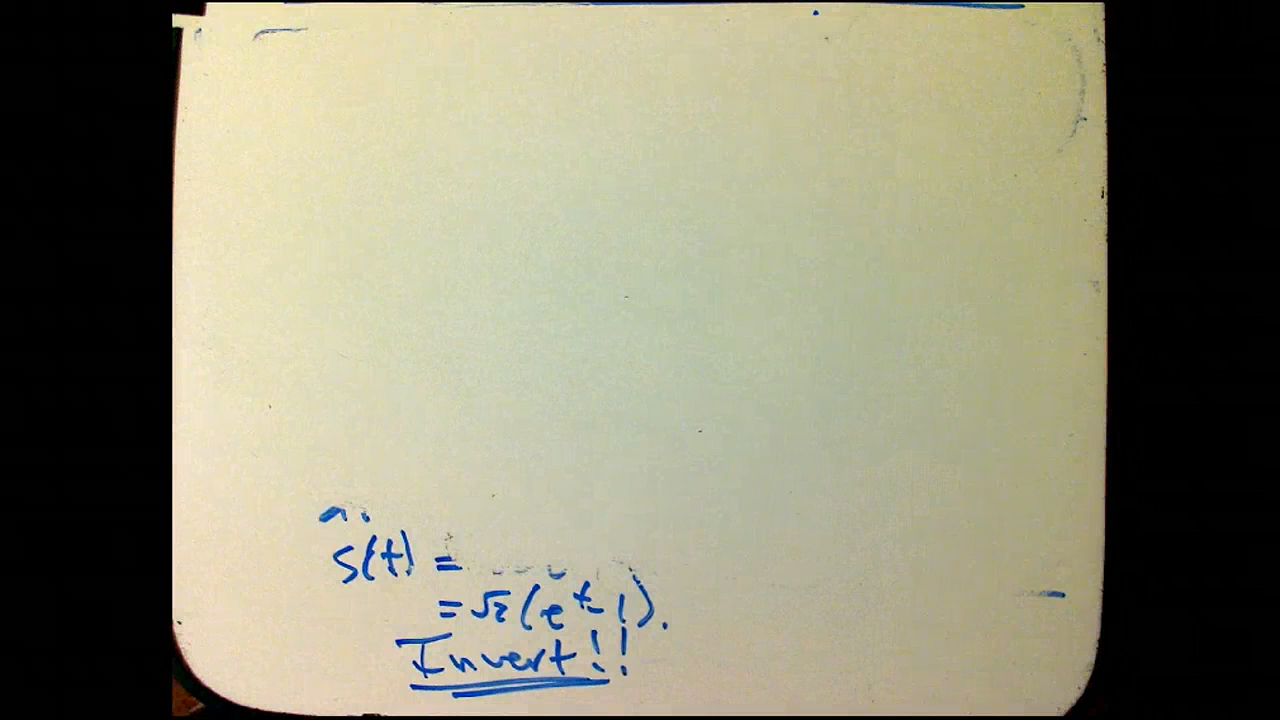 s(t) =
= √2 (e^t - 1).
Invert!!